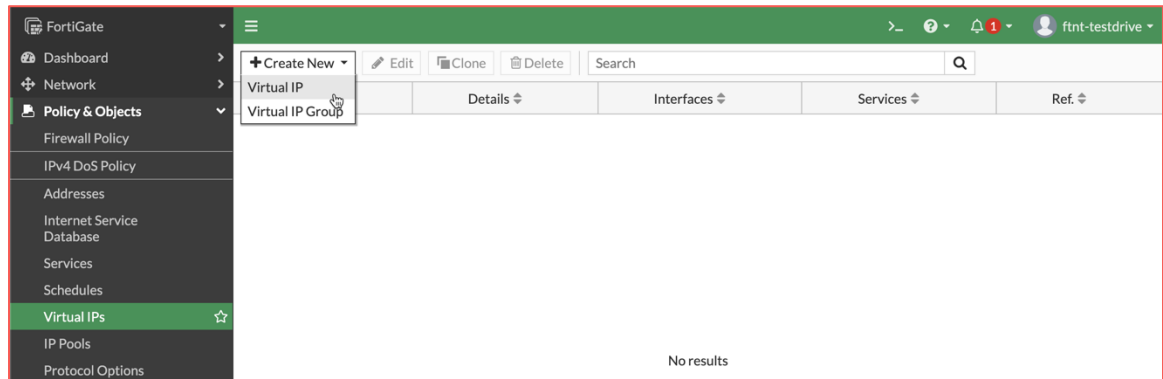 FortiGate
>_
1
ftnt-testdrive
Dashboard
Network
Policy & Objects
Firewall Policy
IPv4 DoS Policy
Addresses
Internet Service
Database
Services
Schedules
Virtual IPs
IP Pools
Protocol Options
+Create New
Edit
Clone
Delete
Search
Virtual IP
Virtual IP Group
Details
Interfaces
Services
Ref.
No results